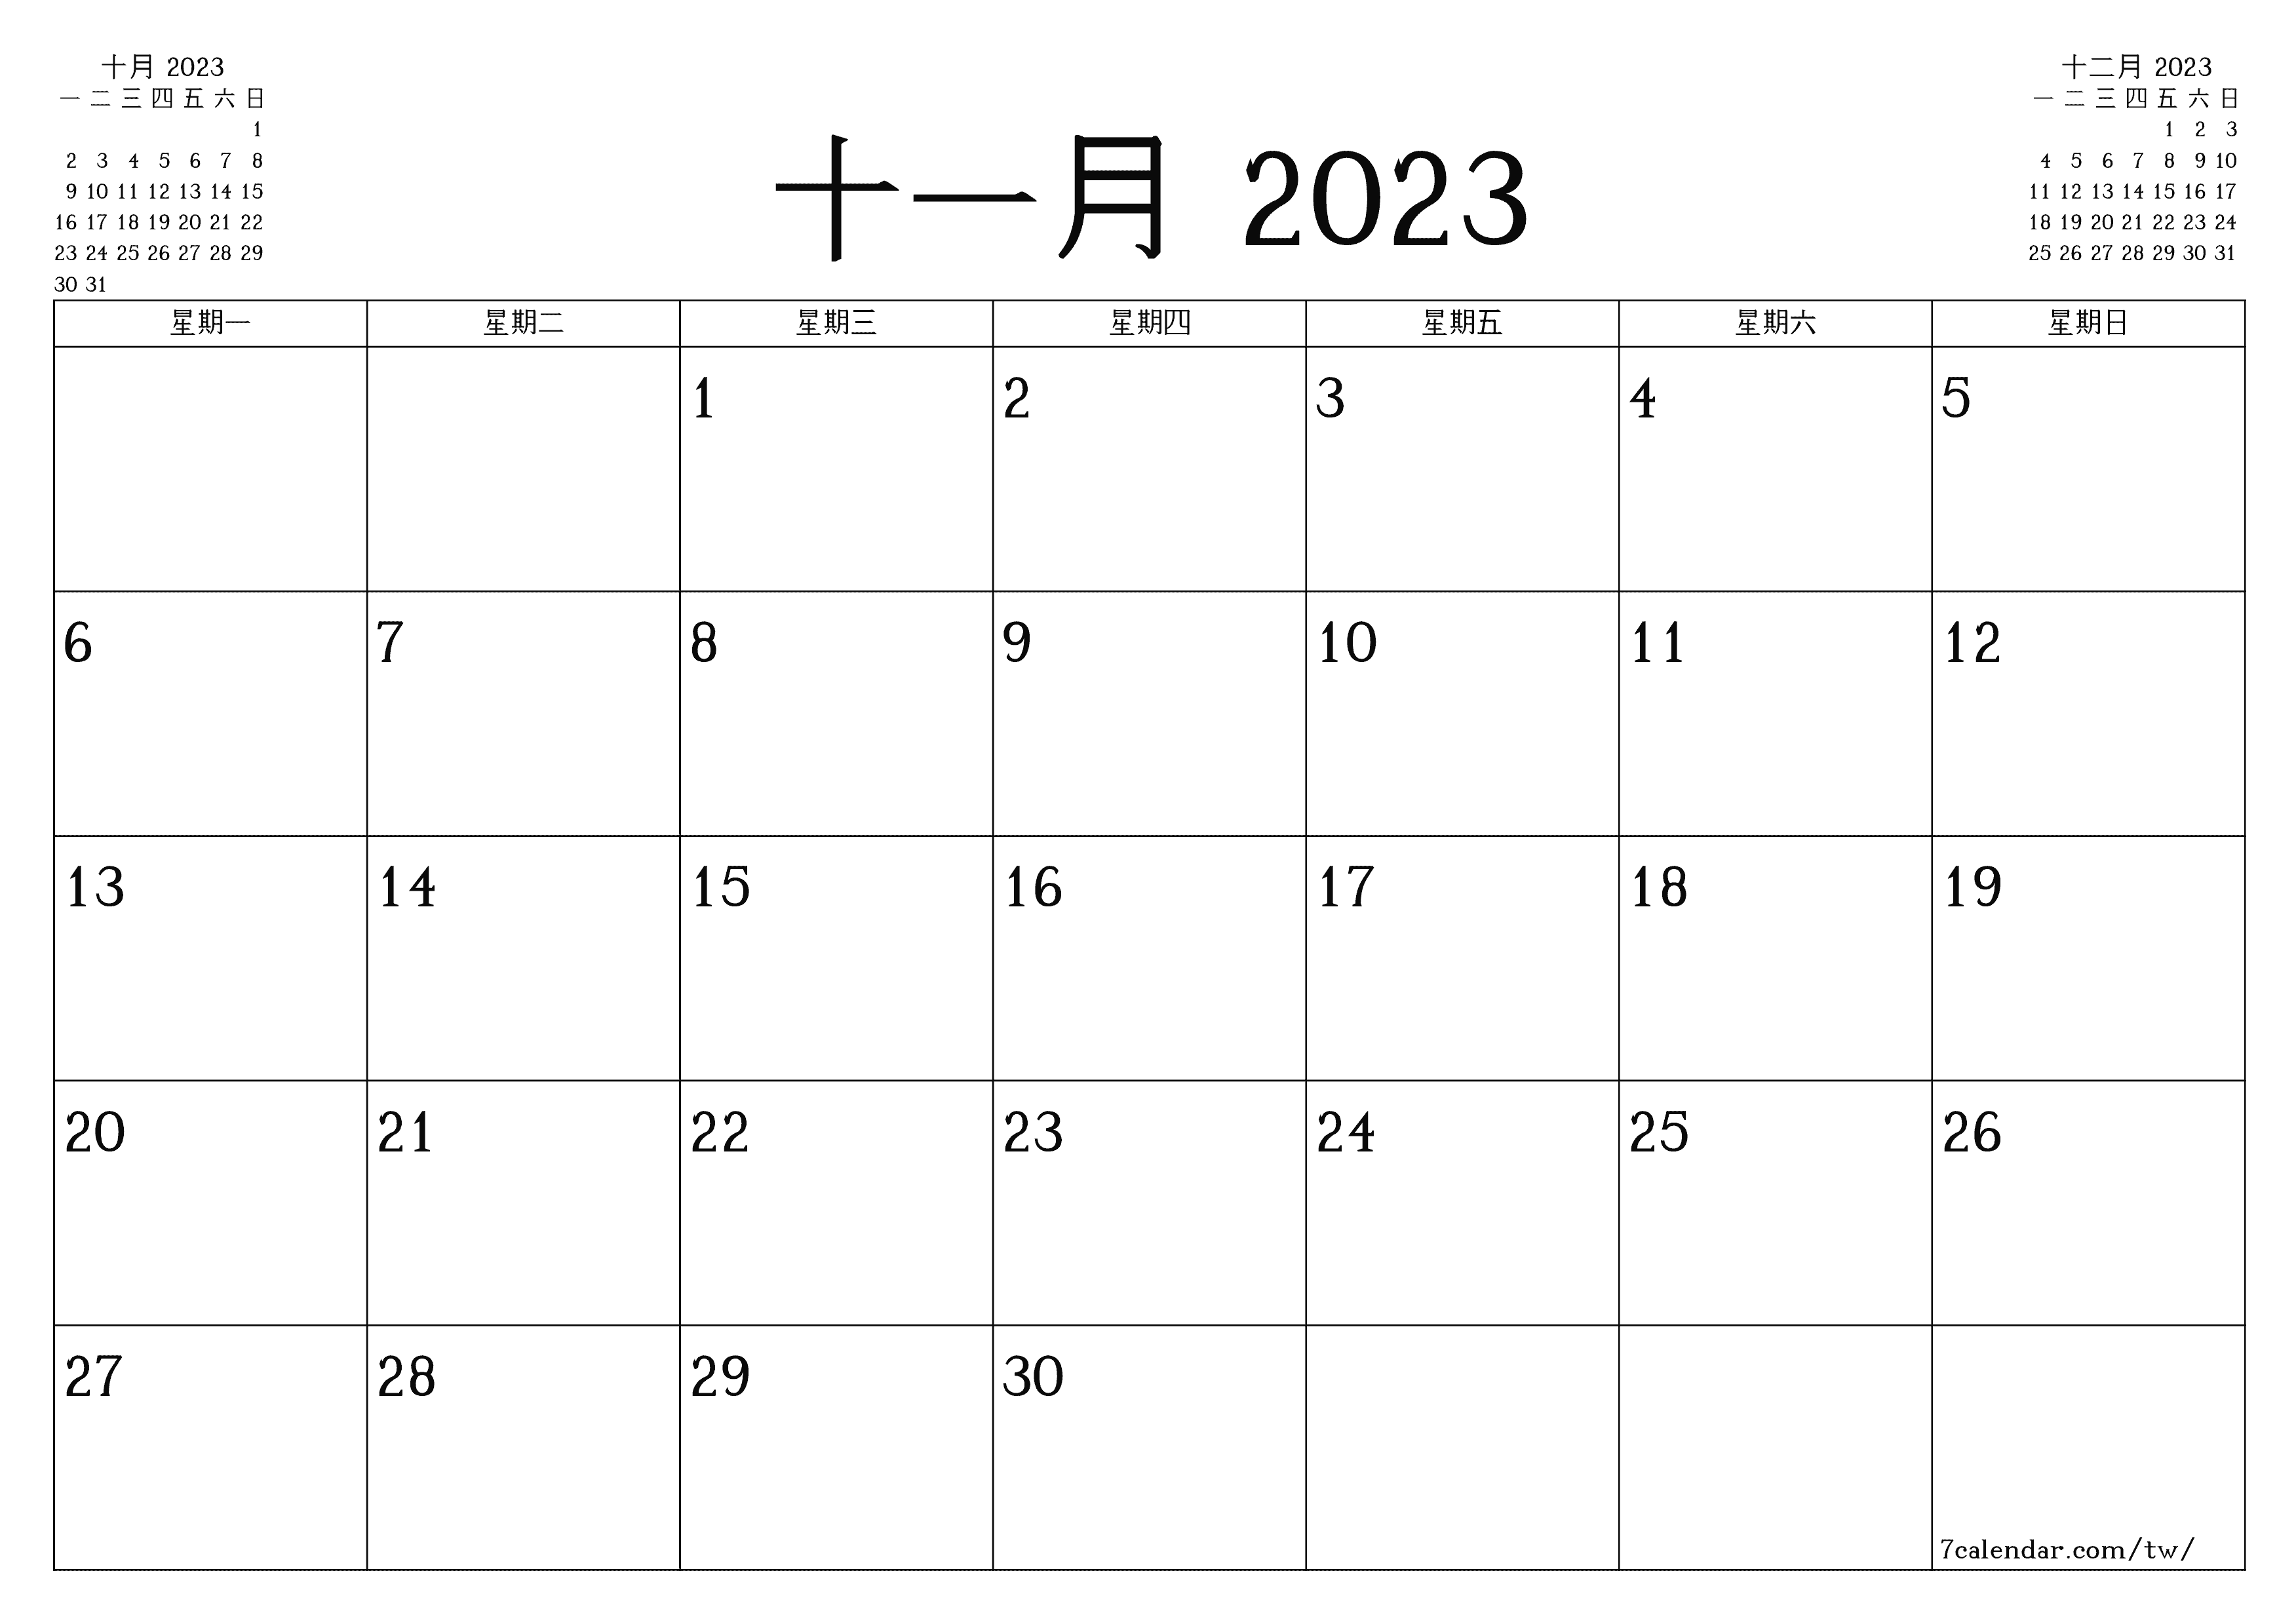 十月 2023
一 二 三 四 五 六 日
1
2 3 4 5 6 7 8
9 10 11 12 13 14 15
16 17 18 19 20 21 22
23 24 25 26 27 28 29
30 31
十一月 2023
十二月 2023
一 二 三 四 五 六 日
1 2 3
4 5 6 7 8 9 10
11 12 13 14 15 16 17
18 19 20 21 22 23 24
25 26 27 28 29 30 31
星期一 星期二 星期三 星期四 星期五 星期六 星期日
1 2 3 4 5
6 7 8 9 10 11 12
13 14 15 16 17 18 19
20 21 22 23 24 25 26
27 28 29 30
7calendar.com/tw/